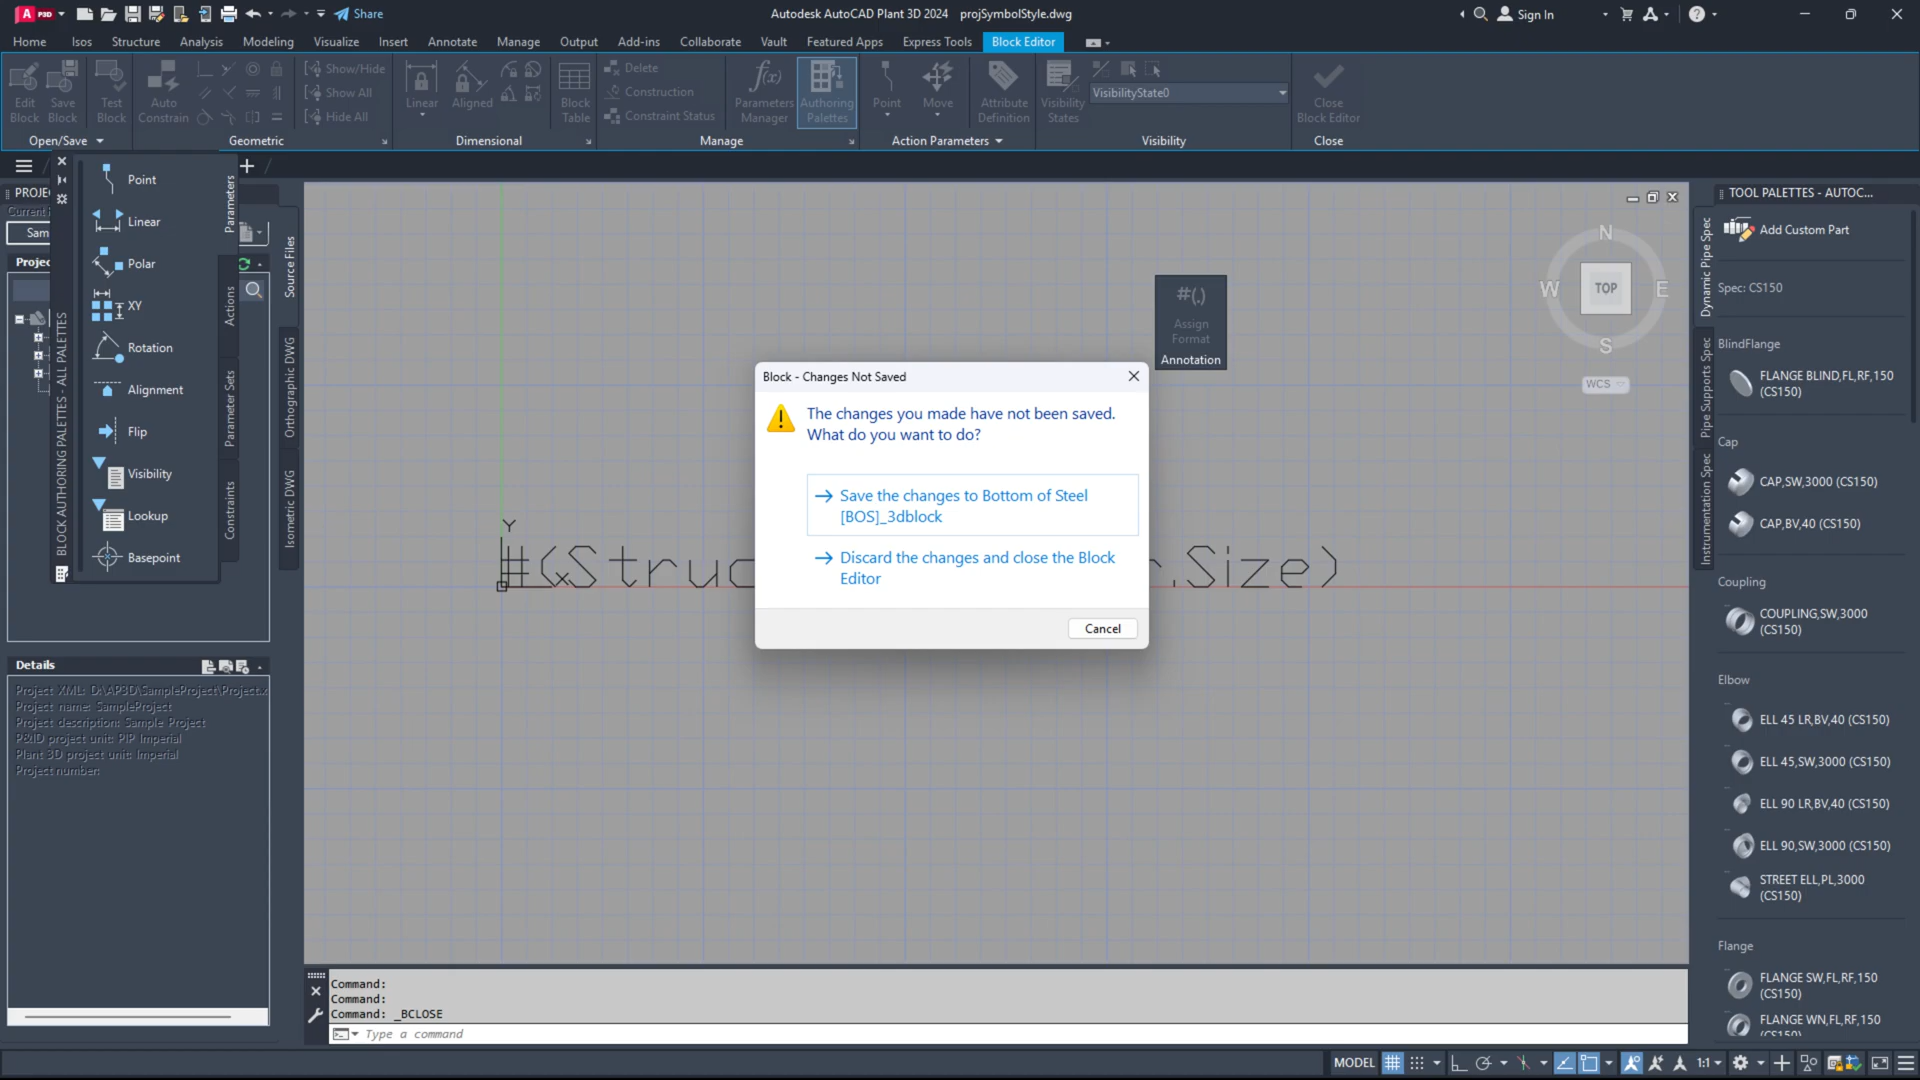 P3D
Share
Autodesk AutoCAD Plant 3D 2024 projSymbolStyle.dwg
Sign In
Home Isos Structure Analysis Modeling Visualize Insert Annotate Manage Output Add-ins Collaborate Vault Featured Apps Express Tools Block Editor
Edit Block
Save Block
Test Block
Auto Constrain
Show/Hide
Show All
Hide All
Linear
Aligned
Block Table
Delete
Construction
Constraint Status
Parameters Manager
Authoring Palettes
Point
Move
Attribute Definition
Visibility States
VisibilityState0
Close Block Editor
Open/Save Geometric Dimensional Manage Action Parameters Visibility Close
BLOCK AUTHORING PALETTES - ALL PALETTES
Point
Linear
Polar
XY
Rotation
Alignment
Flip
Visibility
Lookup
Basepoint
Parameters
Actions
Parameter Sets
Constraints
Source Files
Orthographic DWG
Isometric DWG
Details
Project XML: D:\AP3D\SampleProject\Project.x
Project name: SampleProject
Project description: Sample Project
P&ID project unit: PIP Imperial
Plant 3D project unit: Imperial
Project number:
#(.)
Assign
Format
Annotation
N
W TOP E
S
WCS
Block - Changes Not Saved
The changes you made have not been saved.
What do you want to do?
Save the changes to Bottom of Steel
[BOS]_3dblock
Discard the changes and close the Block
Editor
Cancel
Y
.Size)
Command:
Command:
Command: _BCLOSE
Type a command
TOOL PALETTES - AUTOC...
Dynamic Pipe Spec
Pipe Supports Spec
Instrumentation Spec
Add Custom Part
Spec: CS150
BlindFlange
FLANGE BLIND,FL,RF,150
(CS150)
Cap
CAP,SW,3000 (CS150)
CAP,BV,40 (CS150)
Coupling
COUPLING,SW,3000
(CS150)
Elbow
ELL 45 LR,BV,40 (CS150)
ELL 45,SW,3000 (CS150)
ELL 90 LR,BV,40 (CS150)
ELL 90,SW,3000 (CS150)
STREET ELL,PL,3000
(CS150)
Flange
FLANGE SW,FL,RF,150
(CS150)
FLANGE WN,FL,RF,150
MODEL
1:1